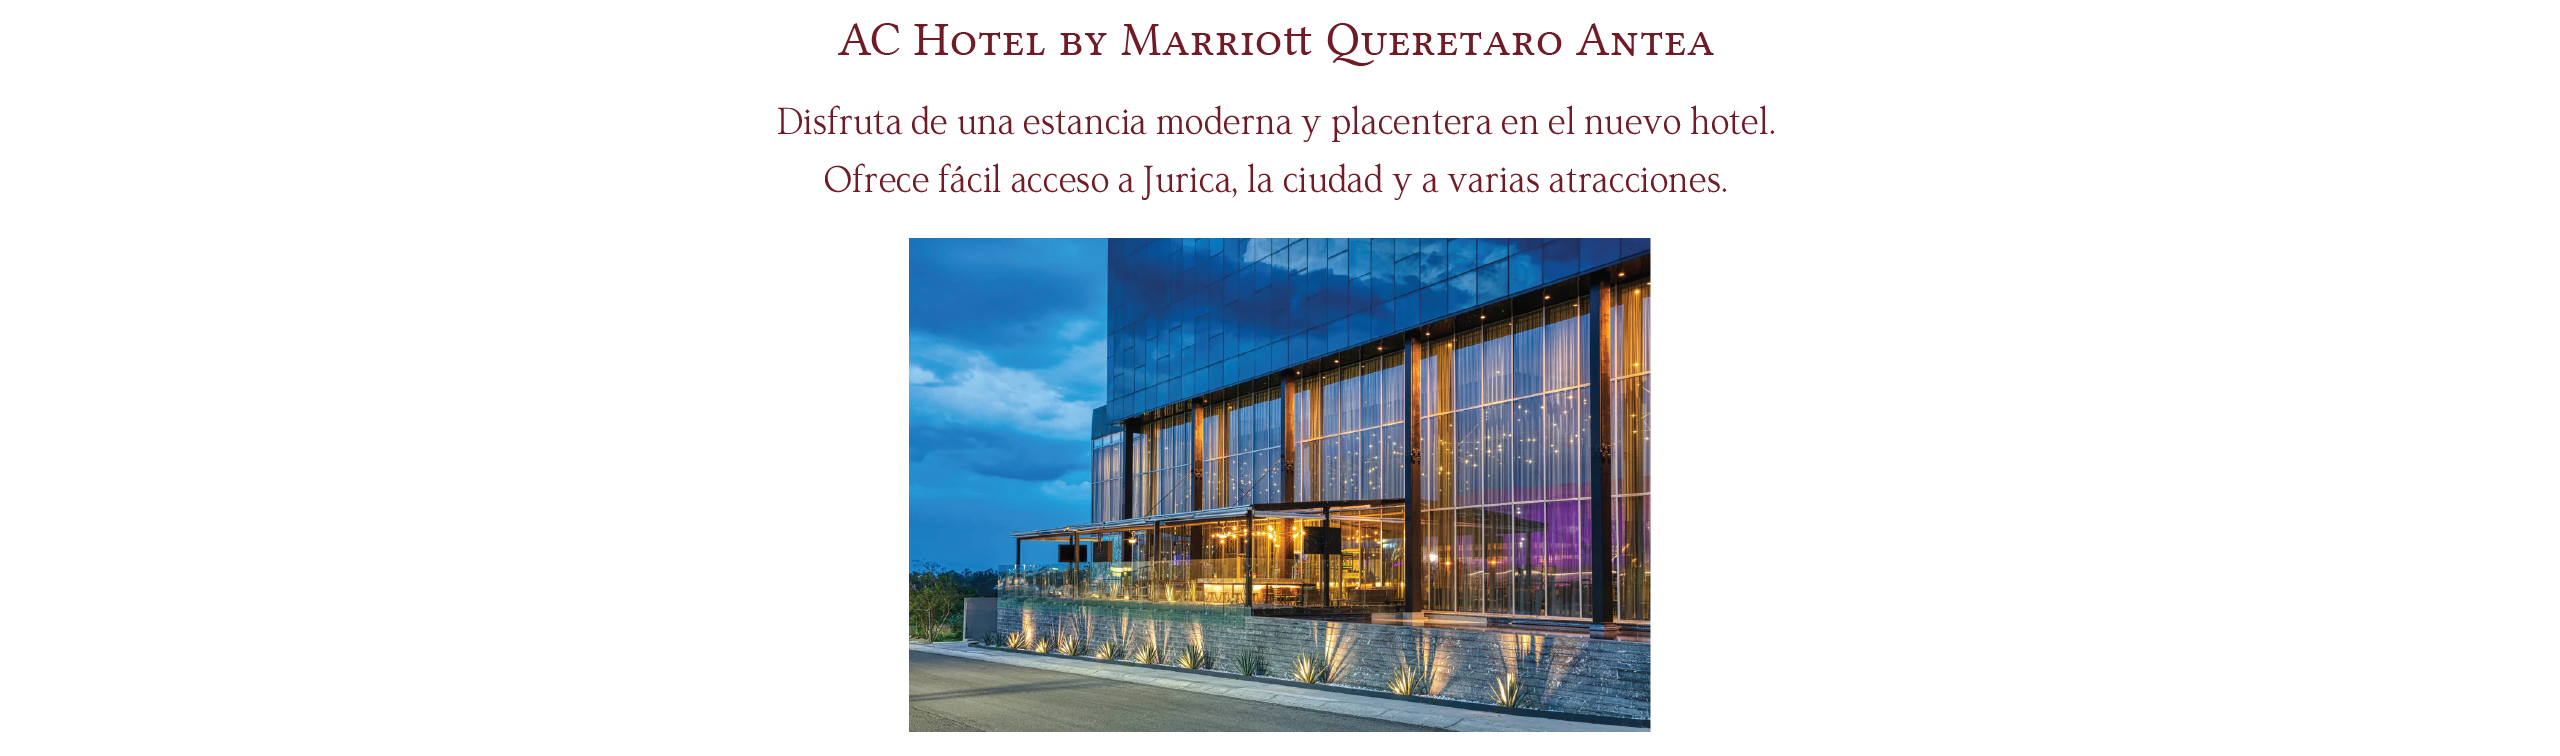 AC Hotel by Marriott Queretaro Antea
Disfruta de una estancia moderna y placentera en el nuevo hotel.
Ofrece fácil acceso a Jurica, la ciudad y a varias atracciones.